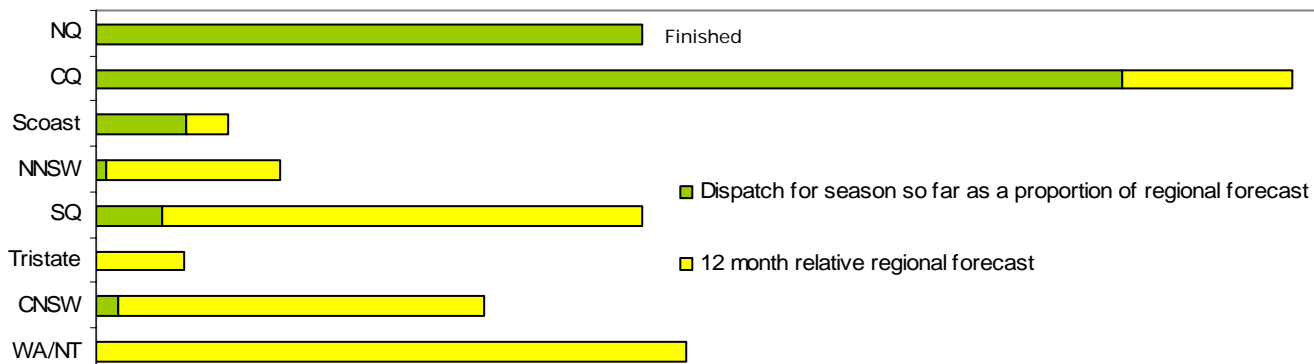 NQ
Finished
CQ
Scoast
NNSW
Dispatch for season so far as a proportion of regional forecast
SQ
Tristate
12 month relative regional forecast
CNSW
WA/NT